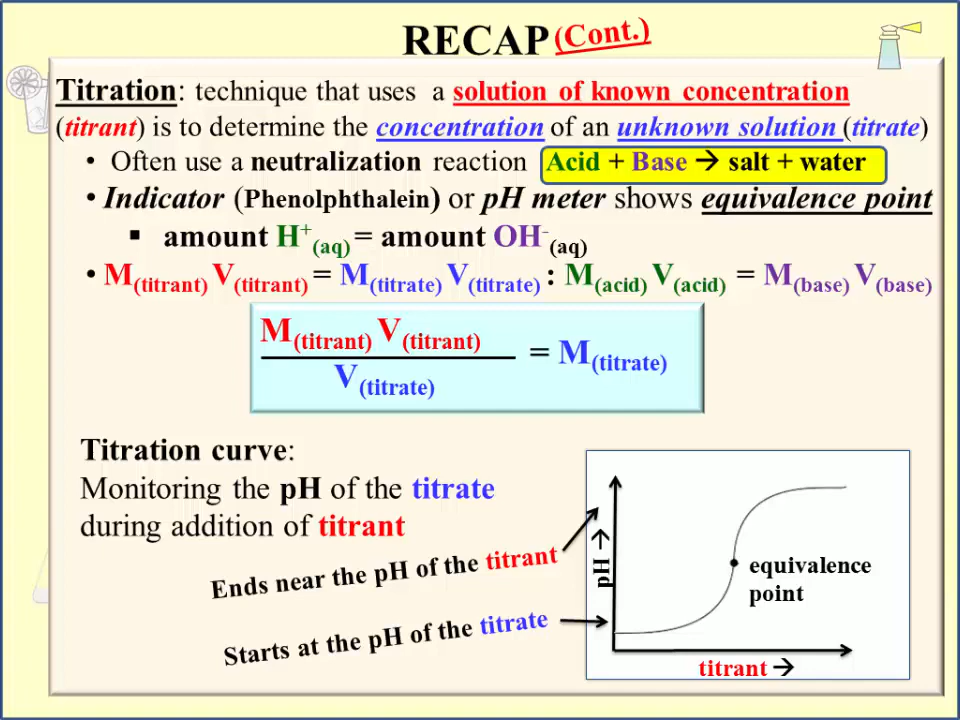 RECAP (Cont.)
Titration: technique that uses a solution of known concentration
(titrant) is to determine the concentration of an unknown solution (titrate)
• Often use a neutralization reaction Acid + Base → salt + water
• Indicator (Phenolphthalein) or pH meter shows equivalence point
▪ amount H⁺(aq) = amount OH⁻(aq)
• M(titrant) V(titrant) = M(titrate) V(titrate) : M(acid) V(acid) = M(base) V(base)
M(titrant) V(titrant)
= M(titrate)
V(titrate)
Titration curve:
Monitoring the pH of the titrate
during addition of titrant
Ends near the pH of the titrant
Starts at the pH of the titrate
pH →
equivalence
point
titrant →